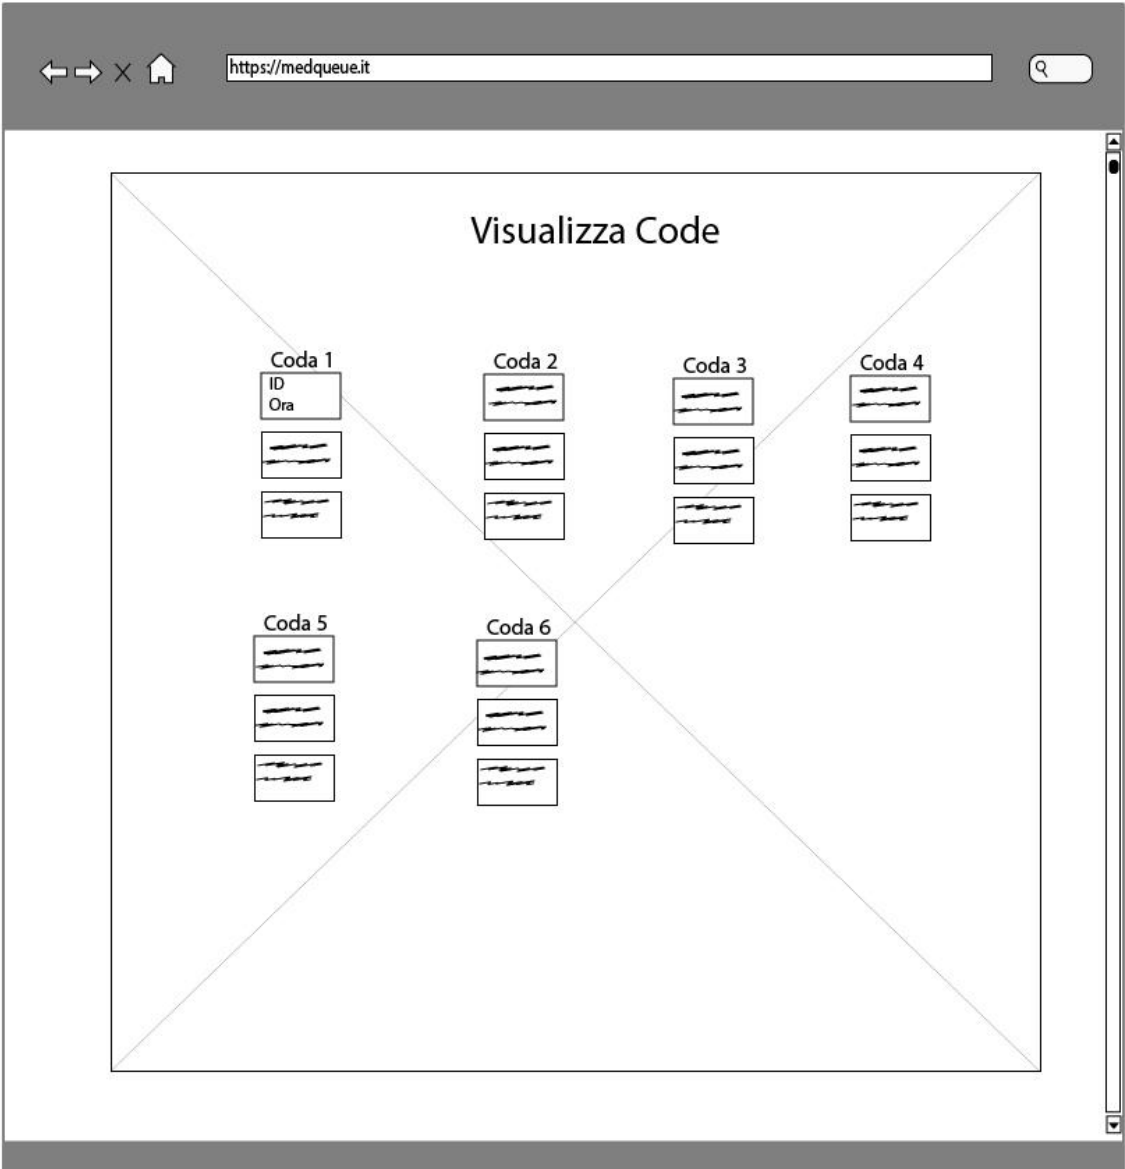 https://medqueue.it
Visualizza Code
Coda 1
Coda 2
Coda 3
Coda 4
ID
Ora
Coda 5
Coda 6